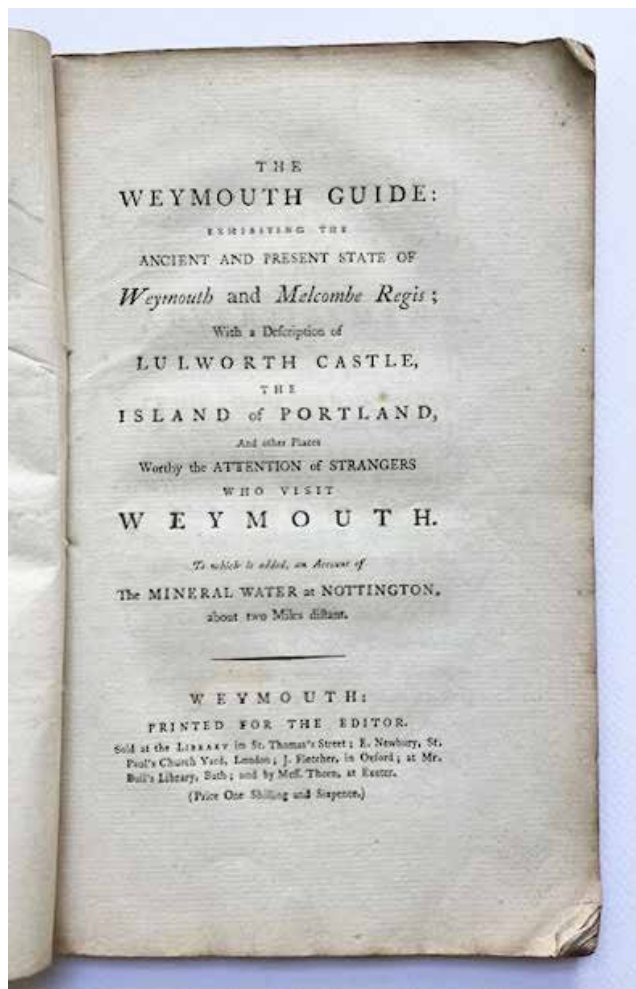 THE
WEYMOUTH GUIDE:
EXHIBITING THE
ANCIENT AND PRESENT STATE OF
Weymouth and Melcombe Regis;
With a Deſcription of
LULWORTH CASTLE,
THE
ISLAND of PORTLAND,
And other Places
Worthy the ATTENTION of STRANGERS
WHO VISIT
WEYMOUTH.
To which is added, an Account of
The MINERAL WATER at NOTTINGTON,
about two Miles diſtant.
WEYMOUTH:
PRINTED FOR THE EDITOR.
Sold at the LIBRARY in St. Thomas's Street; E. Newbery, St.
Paul's Church Yard, London; J. Fletcher, in Oxford; at Mr.
Bull's Library, Bath; and by Meſſ. Thorn, at Exeter.
(Price One Shilling and Sixpence.)